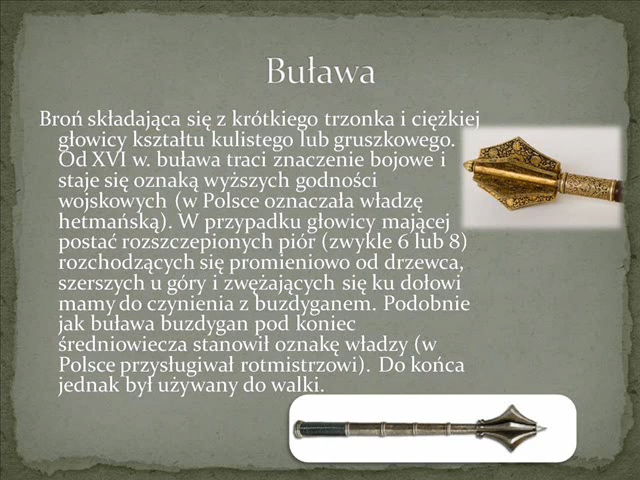 Buława
Broń składająca się z krótkiego trzonka i ciężkiej
głowicy kształtu kulistego lub gruszkowego.
Od XVI w. buława traci znaczenie bojowe i
staje się oznaką wyższych godności
wojskowych (w Polsce oznaczała władzę
hetmańską). W przypadku głowicy mającej
postać rozszczepionych piór (zwykle 6 lub 8)
rozchodzących się promieniowo od drzewca,
szerszych u góry i zwężających się ku dołowi
mamy do czynienia z buzdyganem. Podobnie
jak buława buzdygan pod koniec
średniowiecza stanowił oznakę władzy (w
Polsce przysługiwał rotmistrzowi). Do końca
jednak był używany do walki.